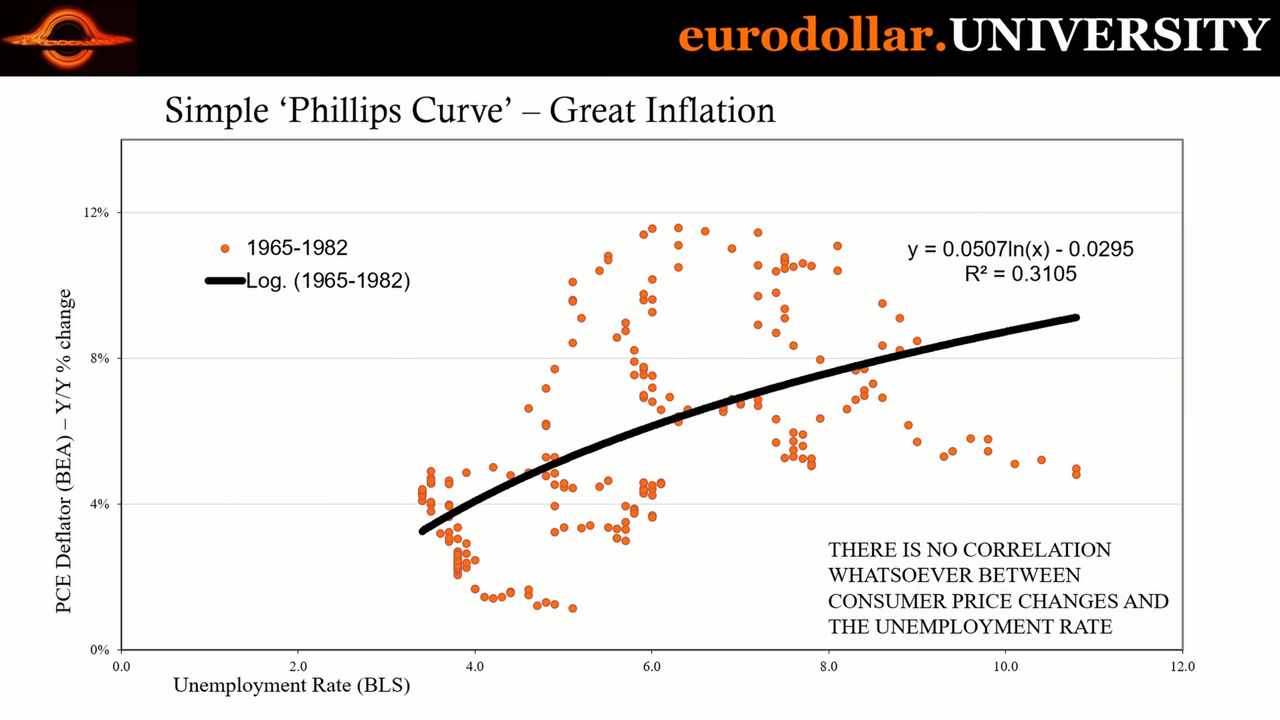 eurodollar.UNIVERSITY
Simple ‘Phillips Curve’ – Great Inflation
PCE Deflator (BEA) – Y/Y % change
12%
8%
4%
0%
1965-1982
Log. (1965-1982)
y = 0.0507ln(x) - 0.0295
R² = 0.3105
THERE IS NO CORRELATION
WHATSOEVER BETWEEN
CONSUMER PRICE CHANGES AND
THE UNEMPLOYMENT RATE
0.0 2.0 4.0 6.0 8.0 10.0 12.0
Unemployment Rate (BLS)